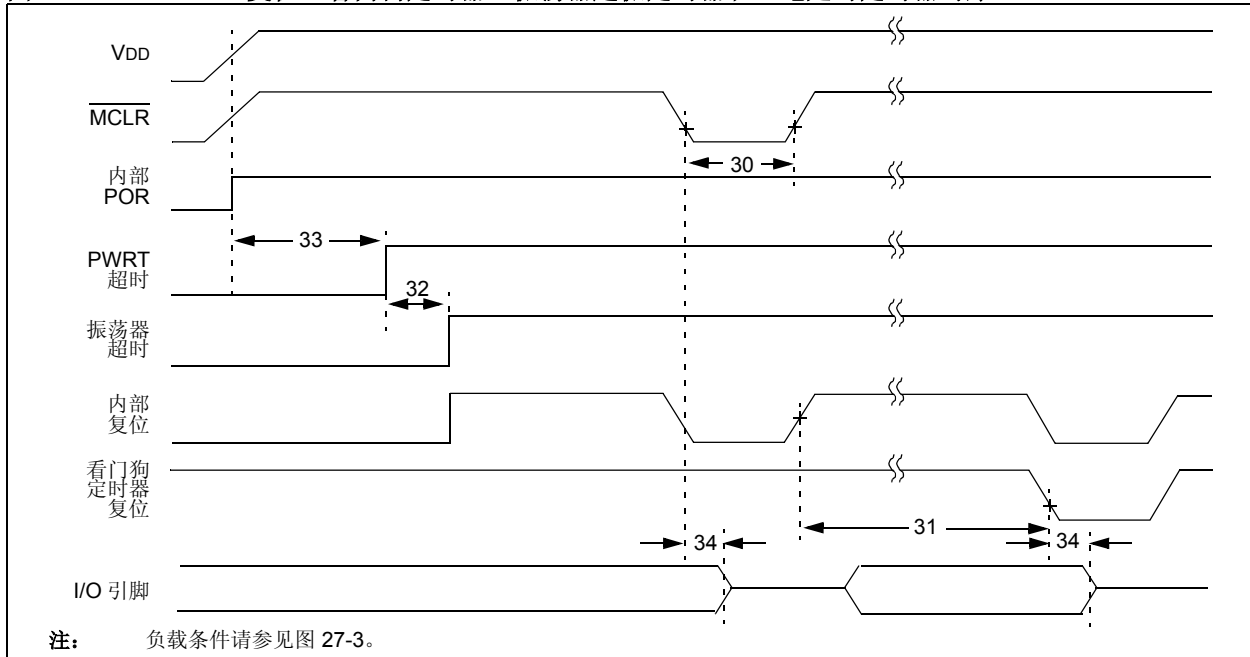 VDD
MCLR
内部
POR
30
33
PWRT
超时
32
振荡器
超时
内部
复位
看门狗
定时器
复位
31
34
34
I/O 引脚
注: 负载条件请参见图 27-3。